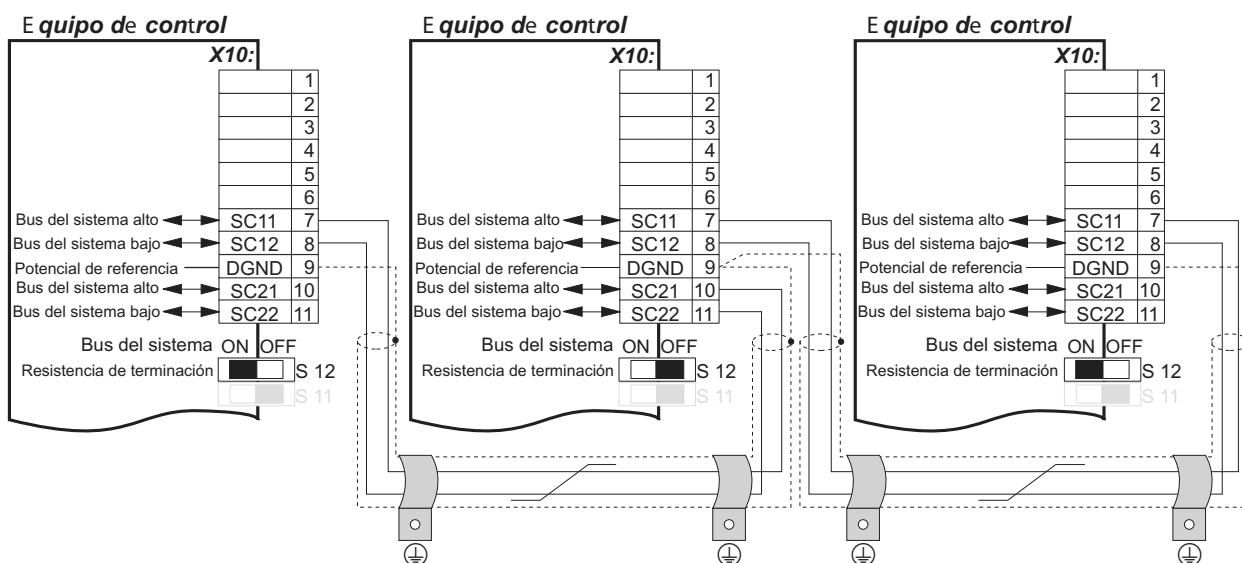 Equipo de control
X10:
1
2
3
4
5
6
Bus del sistema alto SC11 7
Bus del sistema bajo SC12 8
Potencial de referencia DGND 9
Bus del sistema alto SC21 10
Bus del sistema bajo SC22 11
Bus del sistema ON OFF
Resistencia de terminación S 12
S 11
Equipo de control
X10:
1
2
3
4
5
6
Bus del sistema alto SC11 7
Bus del sistema bajo SC12 8
Potencial de referencia DGND 9
Bus del sistema alto SC21 10
Bus del sistema bajo SC22 11
Bus del sistema ON OFF
Resistencia de terminación S 12
S 11
Equipo de control
X10:
1
2
3
4
5
6
Bus del sistema alto SC11 7
Bus del sistema bajo SC12 8
Potencial de referencia DGND 9
Bus del sistema alto SC21 10
Bus del sistema bajo SC22 11
Bus del sistema ON OFF
Resistencia de terminación S 12
S 11